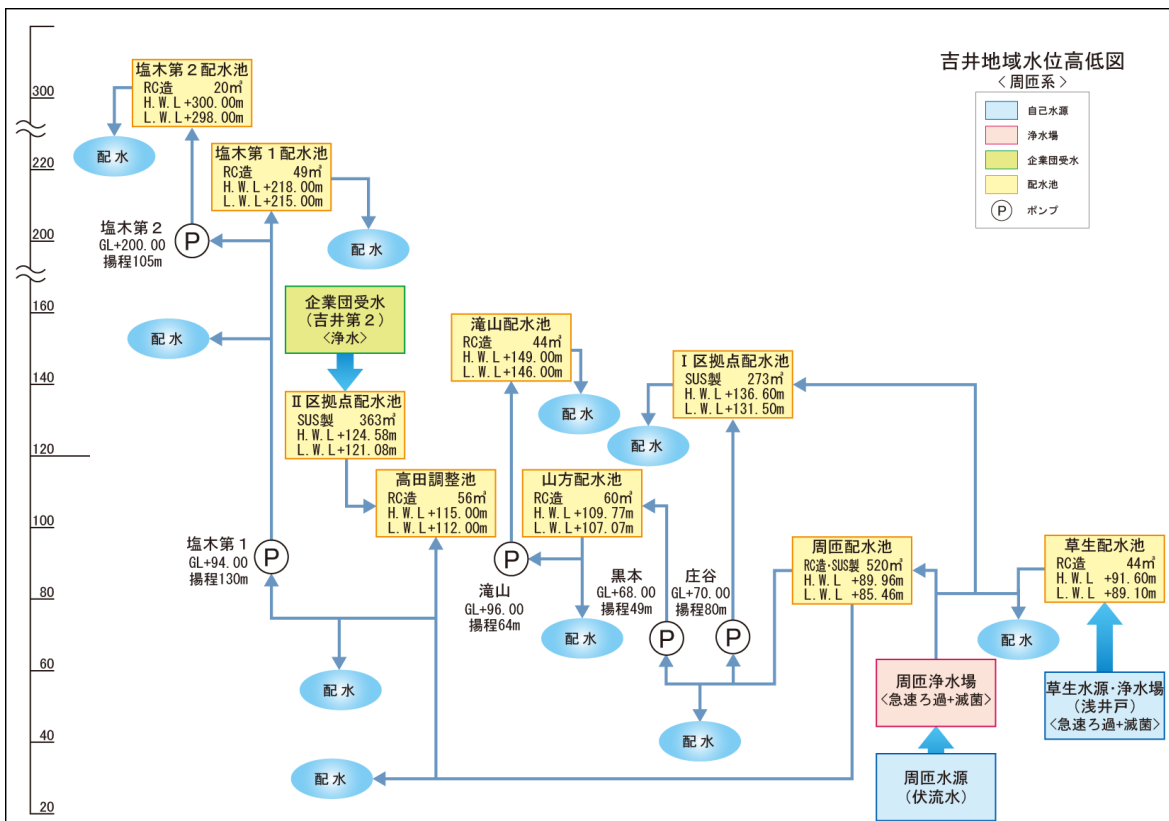 吉井地域水位高低図
<周匝系>
自己水源
浄水場
企業団受水
配水池
P ポンプ
300
220
200
160
140
120
100
80
60
40
20
塩木第2配水池
RC造 20㎥
H.W.L +300.00m
L.W.L +298.00m
配水
塩木第1配水池
RC造 49㎥
H.W.L +218.00m
L.W.L +215.00m
配水
塩木第2
GL+200.00
揚程105m
P
配水
企業団受水
(吉井第2)
<浄水>
Ⅱ区拠点配水池
SUS製 363㎥
H.W.L +124.58m
L.W.L +121.08m
高田調整池
RC造 56㎥
H.W.L +115.00m
L.W.L +112.00m
塩木第1
GL+94.00
揚程130m
P
配水
配水
滝山配水池
RC造 44㎥
H.W.L +149.00m
L.W.L +146.00m
配水
山方配水池
RC造 60㎥
H.W.L +109.77m
L.W.L +107.07m
P
滝山
GL+96.00
揚程64m
配水
Ⅰ区拠点配水池
SUS製 273㎥
H.W.L +136.60m
L.W.L +131.50m
配水
黒本
GL+68.00
揚程49m
P
庄谷
GL+70.00
揚程80m
P
配水
周匝配水池
RC造・SUS製 520㎥
H.W.L +89.96m
L.W.L +85.46m
草生配水池
RC造 44㎥
H.W.L +91.60m
L.W.L +89.10m
配水
周匝浄水場
<急速ろ過+滅菌>
草生水源・浄水場
(浅井戸)
<急速ろ過+滅菌>
周匝水源
(伏流水)